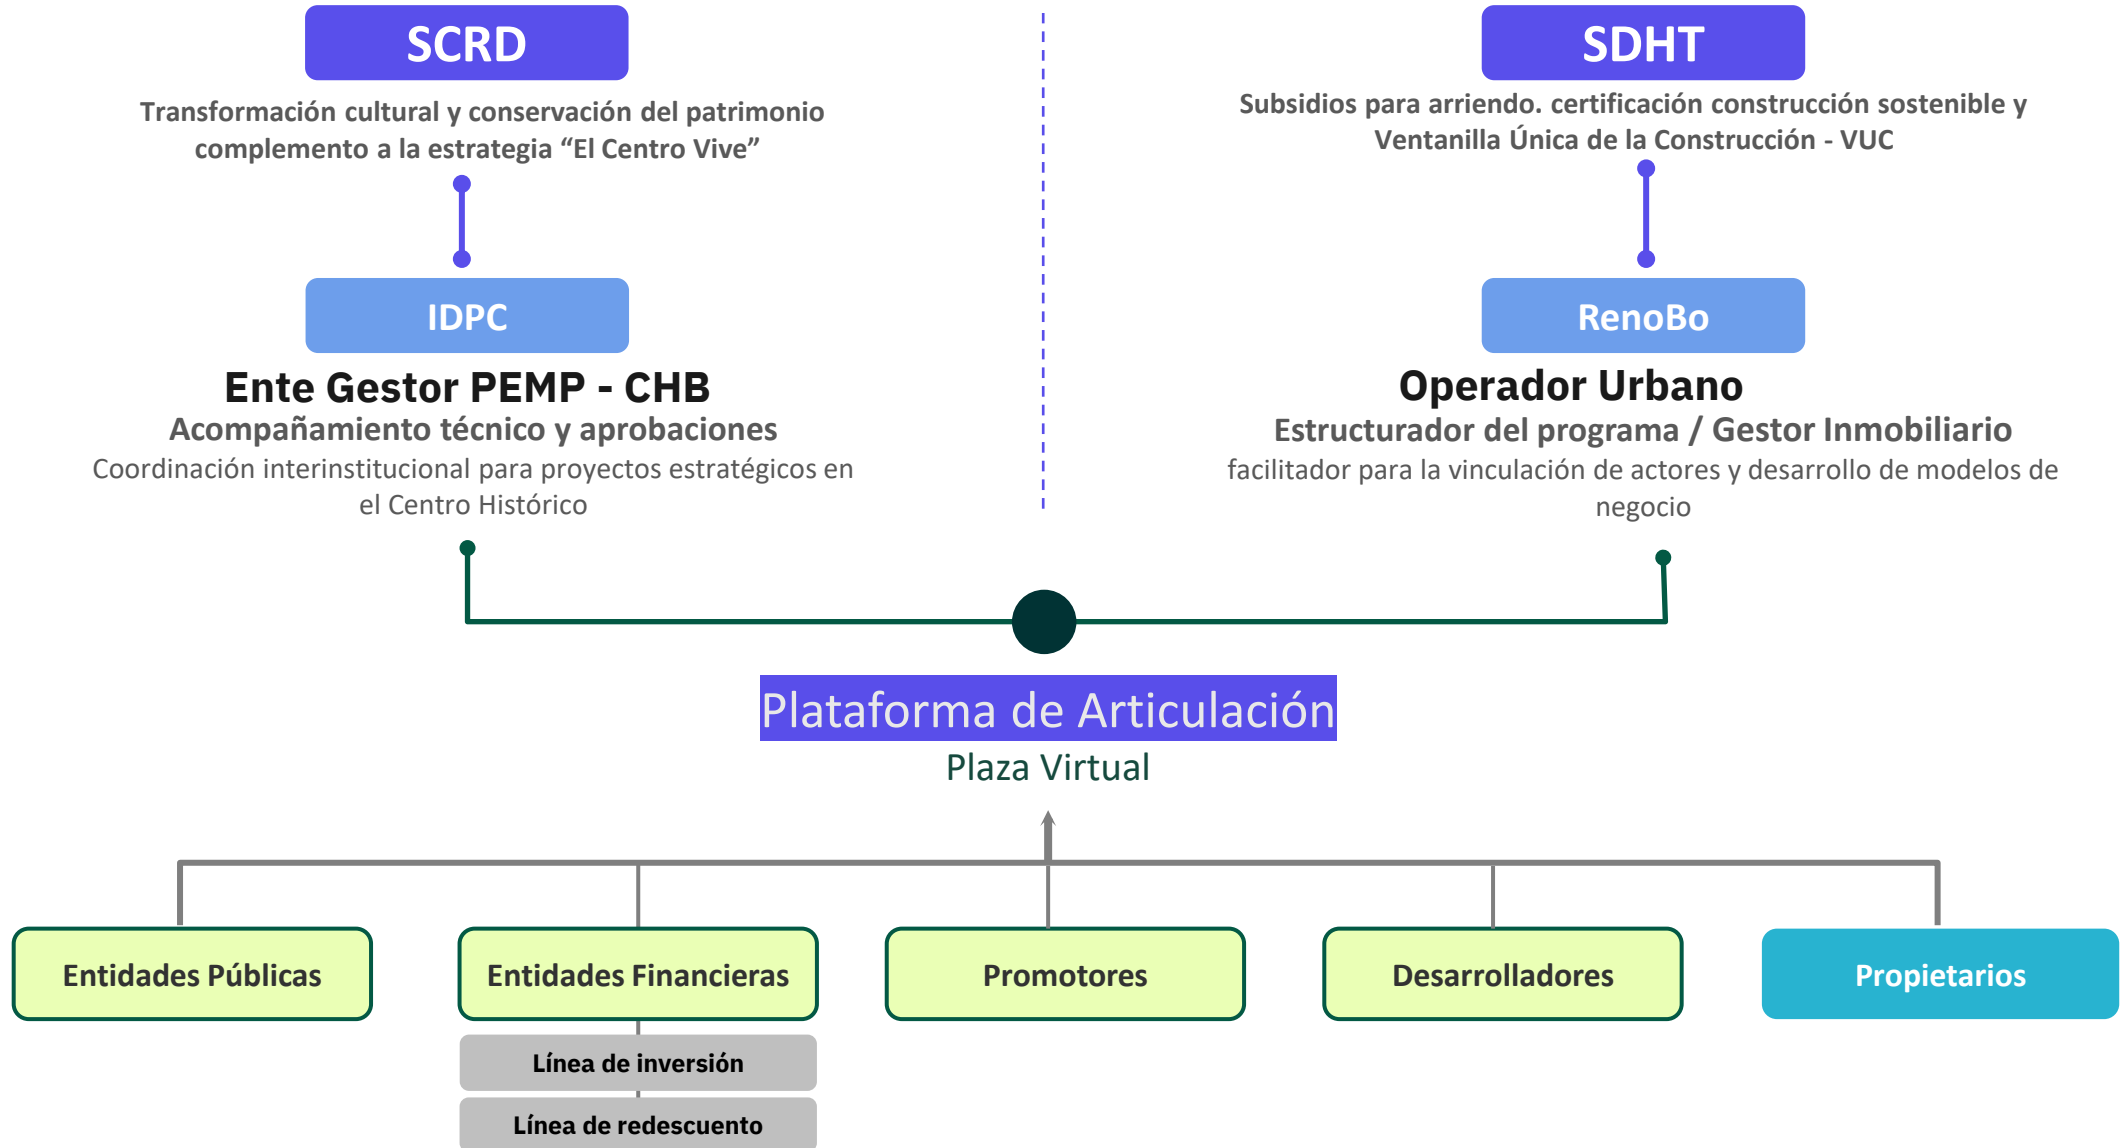 SCRD
Transformación cultural y conservación del patrimonio
complemento a la estrategia “El Centro Vive”
IDPC
Ente Gestor PEMP - CHB
Acompañamiento técnico y aprobaciones
Coordinación interinstitucional para proyectos estratégicos en
el Centro Histórico
SDHT
Subsidios para arriendo. certificación construcción sostenible y
Ventanilla Única de la Construcción - VUC
RenoBo
Operador Urbano
Estructurador del programa / Gestor Inmobiliario
facilitador para la vinculación de actores y desarrollo de modelos de
negocio
Plataforma de Articulación
Plaza Virtual
Entidades Públicas
Entidades Financieras
Promotores
Desarrolladores
Propietarios
Línea de inversión
Línea de redescuento